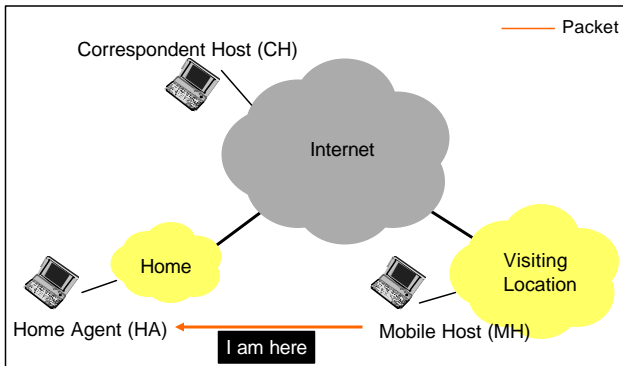 Packet
Correspondent Host (CH)
Internet
Home
Visiting
Location
Home Agent (HA)
Mobile Host (MH)
I am here